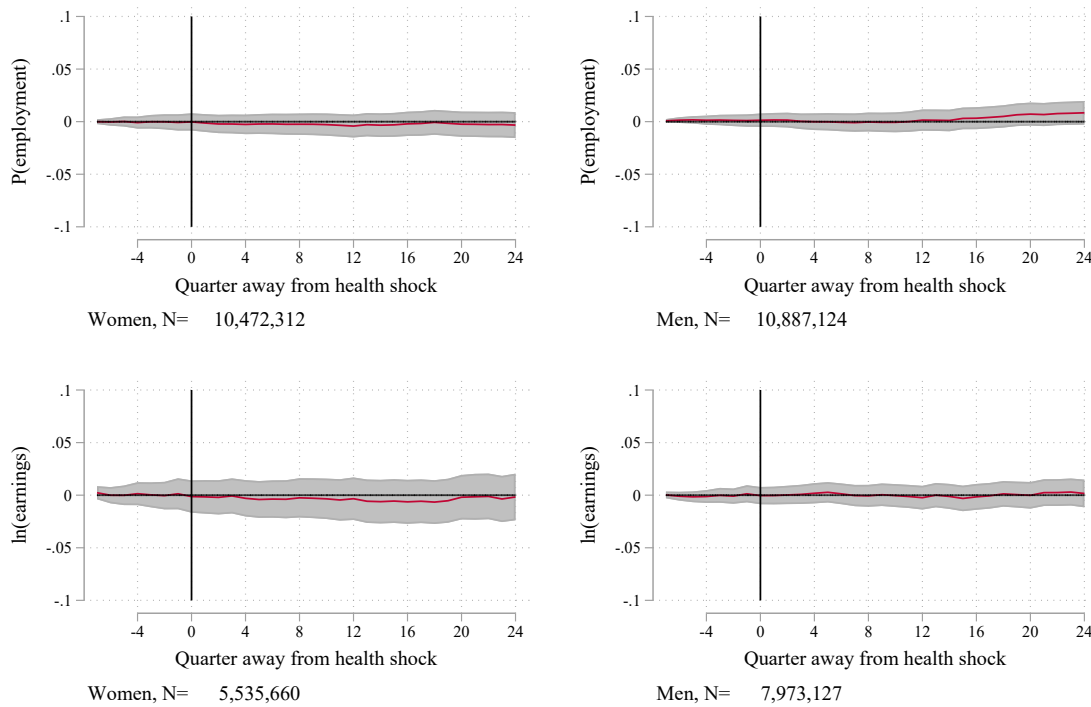 .1
.05
0
-.05
-.1
P(employment)
-4 0 4 8 12 16 20 24
Quarter away from health shock
Women, N= 10,472,312
.1
.05
0
-.05
-.1
P(employment)
-4 0 4 8 12 16 20 24
Quarter away from health shock
Men, N= 10,887,124
.1
.05
0
-.05
-.1
ln(earnings)
-4 0 4 8 12 16 20 24
Quarter away from health shock
Women, N= 5,535,660
.1
.05
0
-.05
-.1
ln(earnings)
-4 0 4 8 12 16 20 24
Quarter away from health shock
Men, N= 7,973,127